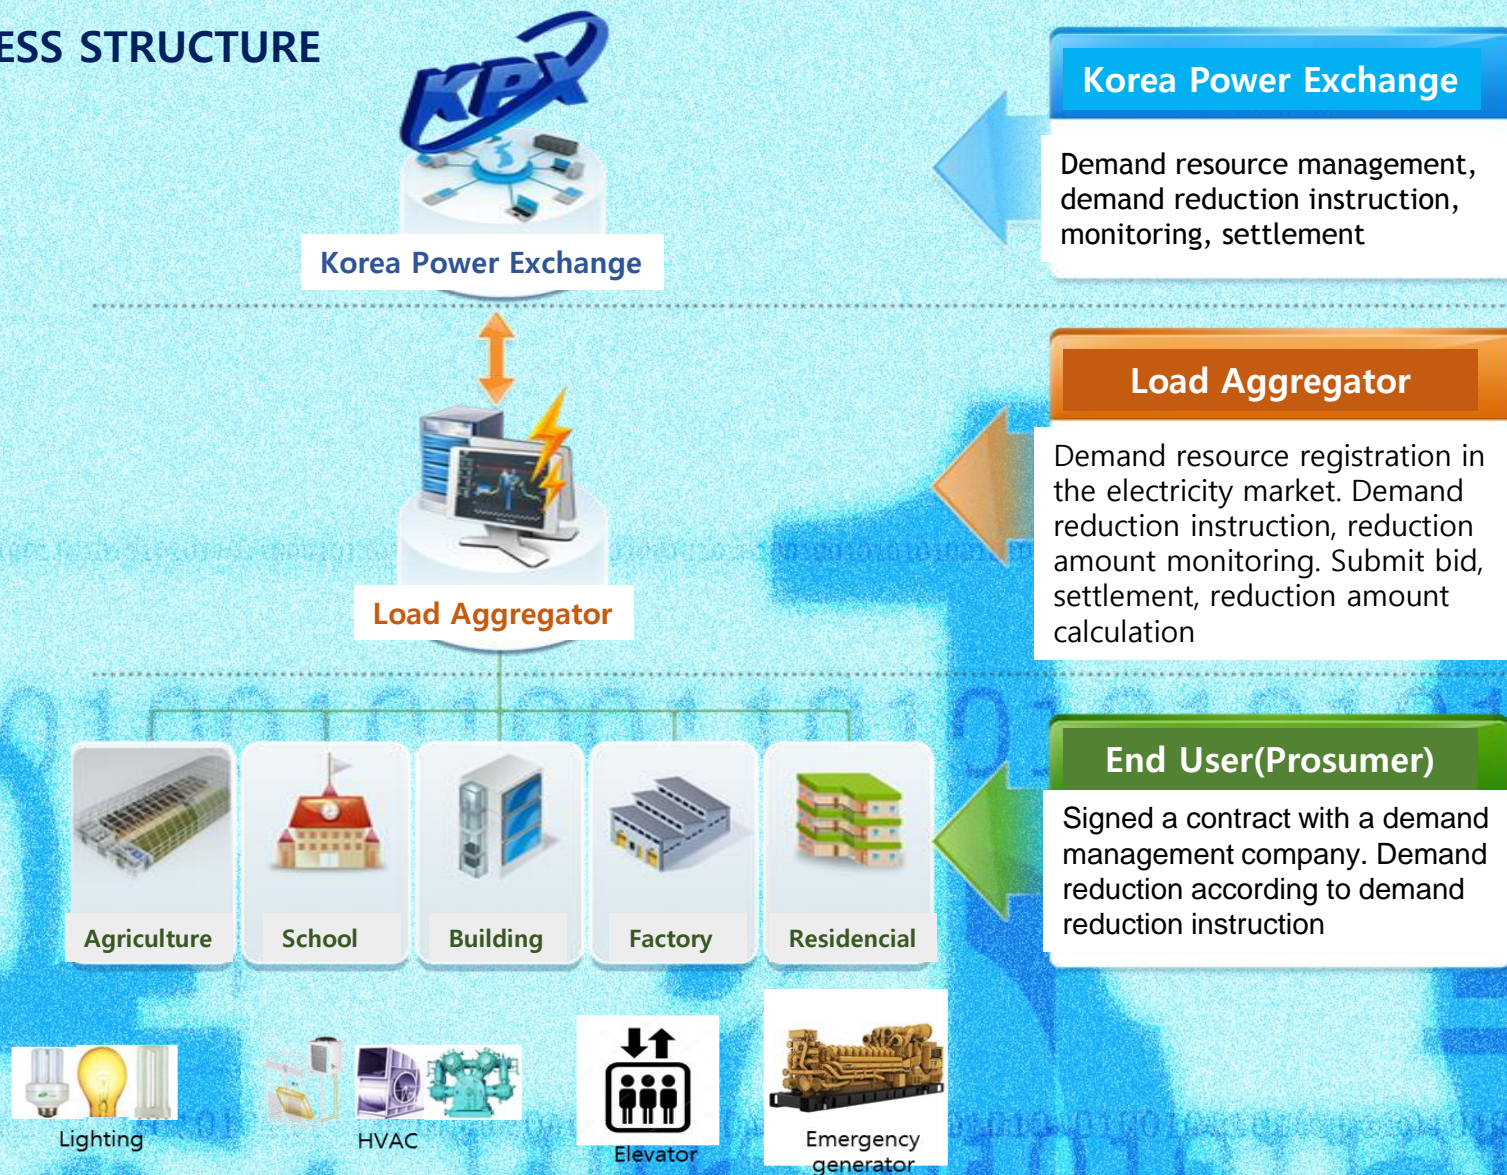 ESS STRUCTURE
KPX
Korea Power Exchange
Korea Power Exchange
Demand resource management,
demand reduction instruction,
monitoring, settlement
Load Aggregator
Load Aggregator
Demand resource registration in
the electricity market. Demand
reduction instruction, reduction
amount monitoring. Submit bid,
settlement, reduction amount
calculation
End User(Prosumer)
Signed a contract with a demand
management company. Demand
reduction according to demand
reduction instruction
Agriculture
School
Building
Factory
Residencial
Lighting
HVAC
Elevator
Emergency
generator